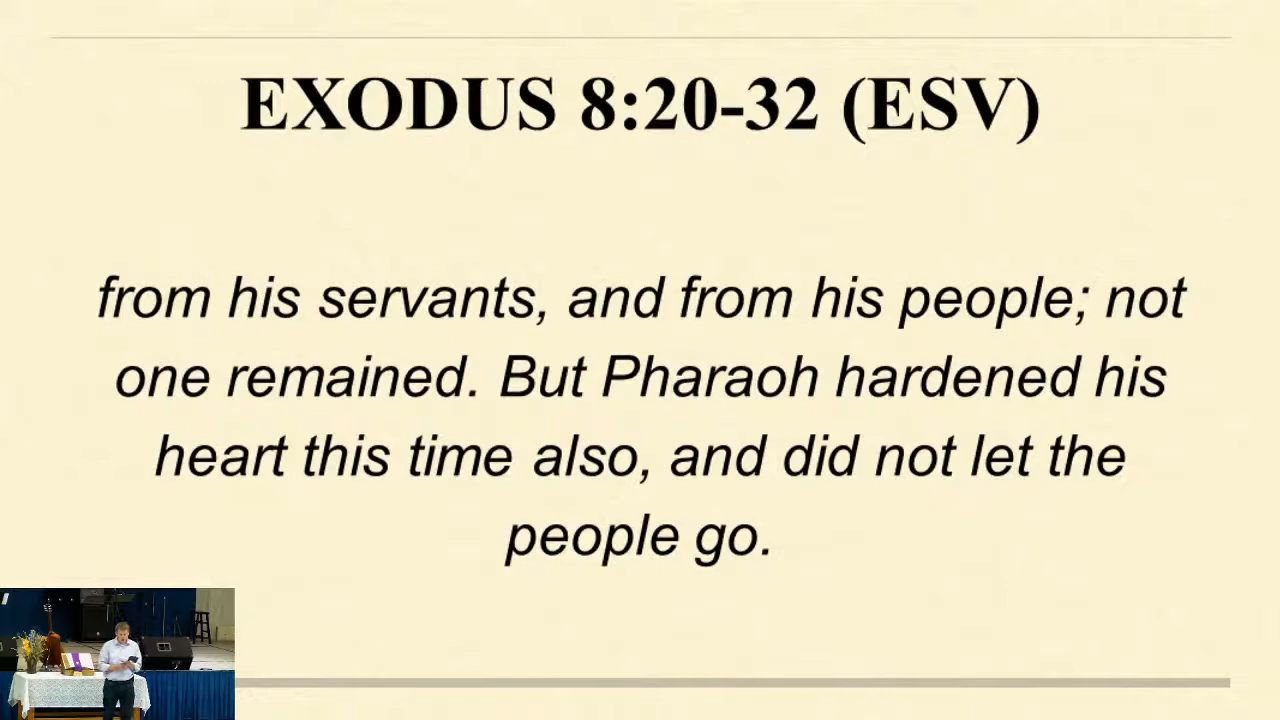 EXODUS 8:20-32 (ESV)
from his servants, and from his people; not
one remained. But Pharaoh hardened his
heart this time also, and did not let the
people go.